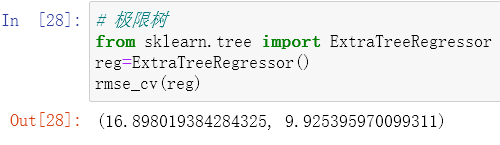 In [28]: # 极限树
from sklearn.tree import ExtraTreeRegressor
reg=ExtraTreeRegressor()
rmse_cv(reg)
Out[28]: (16.898019384284325, 9.925395970099311)